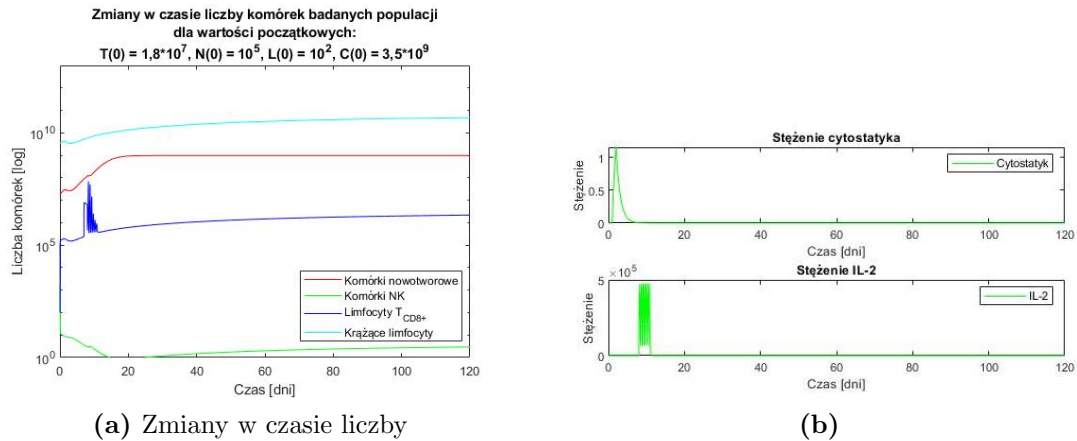 Zmiany w czasie liczby komórek badanych populacji
dla wartości początkowych:
T(0) = 1,8*10^7, N(0) = 10^5, L(0) = 10^2, C(0) = 3,5*10^9
Liczba komórek [log]
10^10
10^5
10^0
0 20 40 60 80 100 120
Czas [dni]
Komórki nowotworowe
Komórki NK
Limfocyty T_CD8+
Krążące limfocyty
(a) Zmiany w czasie liczby
Stężenie cytostatyka
Stężenie
1
0.5
0
Cytostatyk
0 20 40 60 80 100 120
Czas [dni]
Stężenie IL-2
×10^5
Stężenie
5
0
IL-2
0 20 40 60 80 100 120
Czas [dni]
(b)